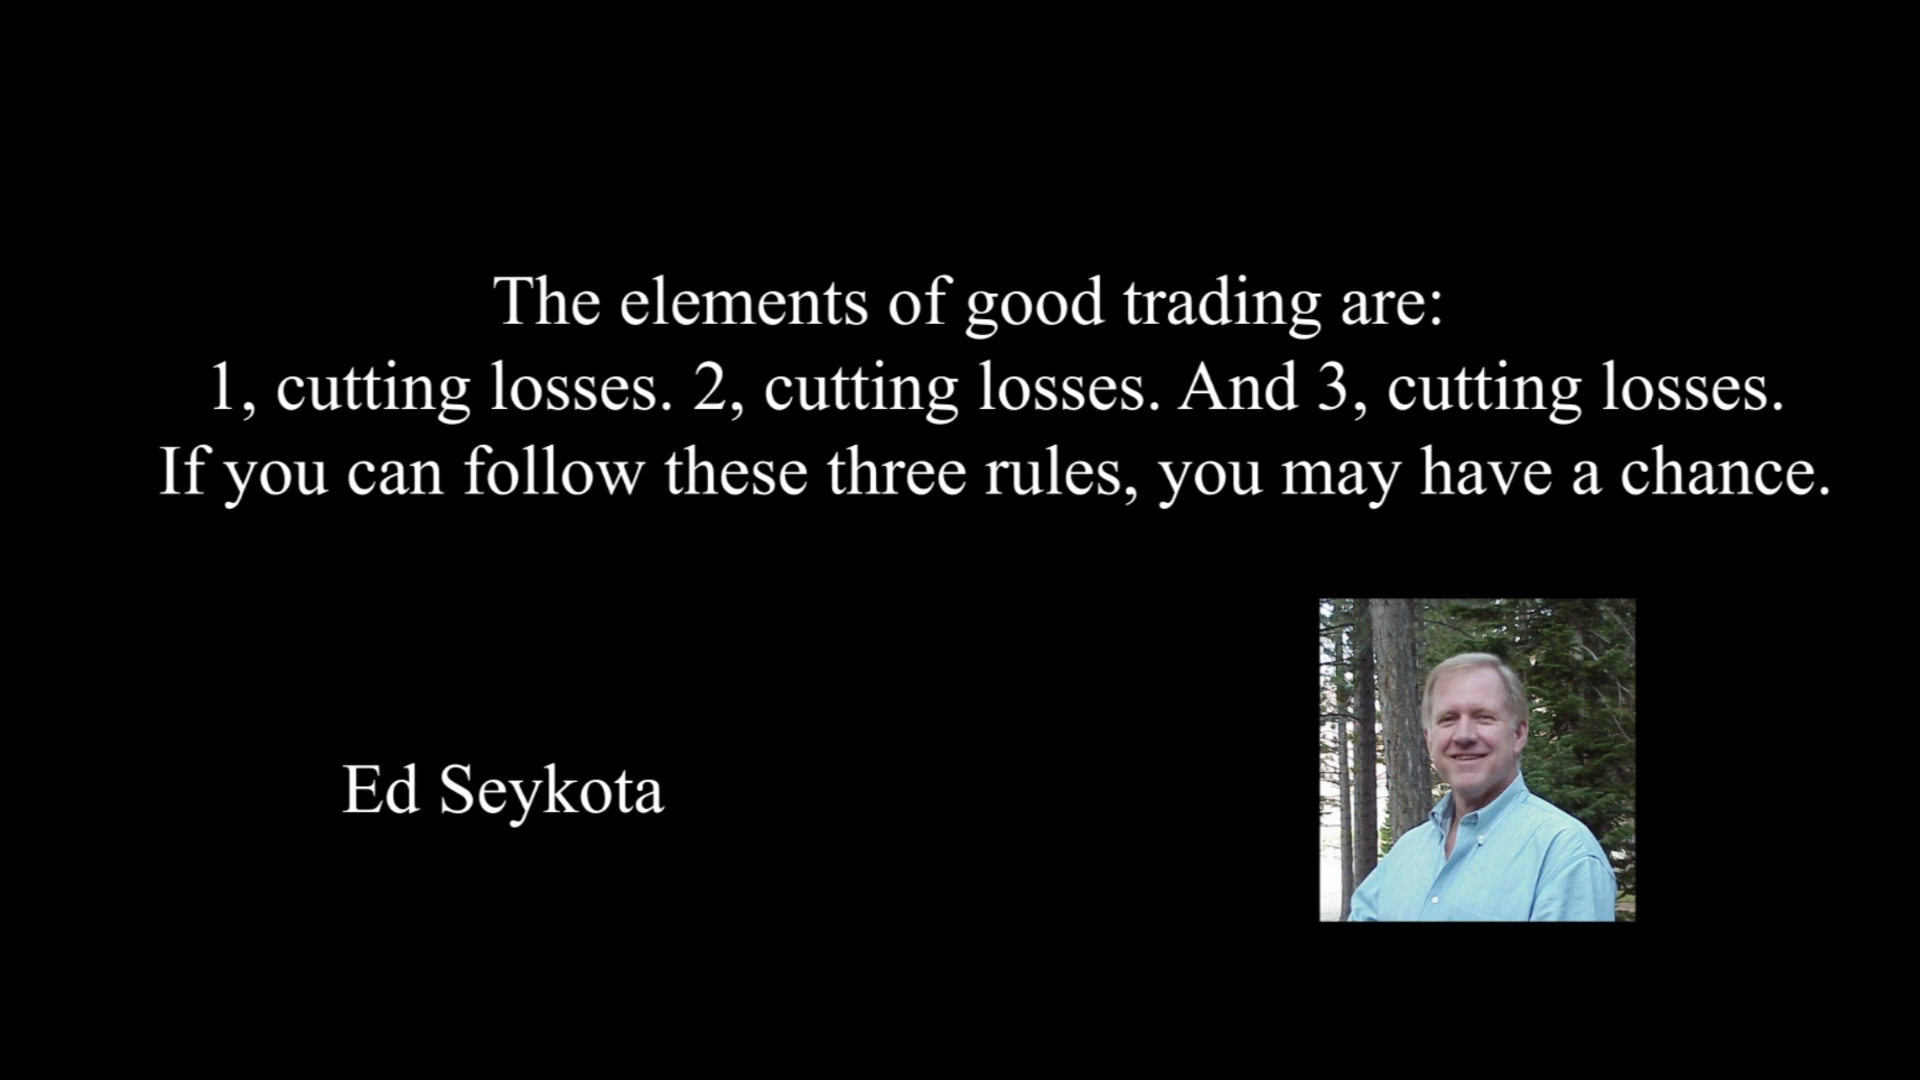 The elements of good trading are:
1, cutting losses. 2, cutting losses. And 3, cutting losses.
If you can follow these three rules, you may have a chance.
Ed Seykota